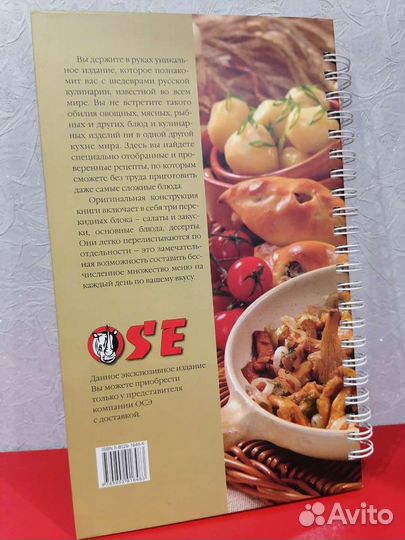 Вы держите в руках уникаль-
ное издание, которое познако-
мит вас с шедеврами русской
кулинарии, известной во всем
мире. Вы не встретите такого
обилия овощных, мясных, рыб-
ных и других блюд и кулинар-
ных изделий ни в одной другой
кухне мира. Здесь вы найдете
специально отобранные и про-
веренные рецепты, по которым
сможете без труда приготовить
даже самые сложные блюда.
Оригинальная конструкция
книги включает в себя три пере-
кидных блока – салаты и закус-
ки, основные блюда, десерты.
Они легко перелистываются по
отдельности – это замечатель-
ная возможность составить бес-
численное множество меню на
каждый день по вашему вкусу.
OSE
Данное эксклюзивное издание
Вы можете приобрести
только у представителя
компании ОСЭ
с доставкой.
Avito